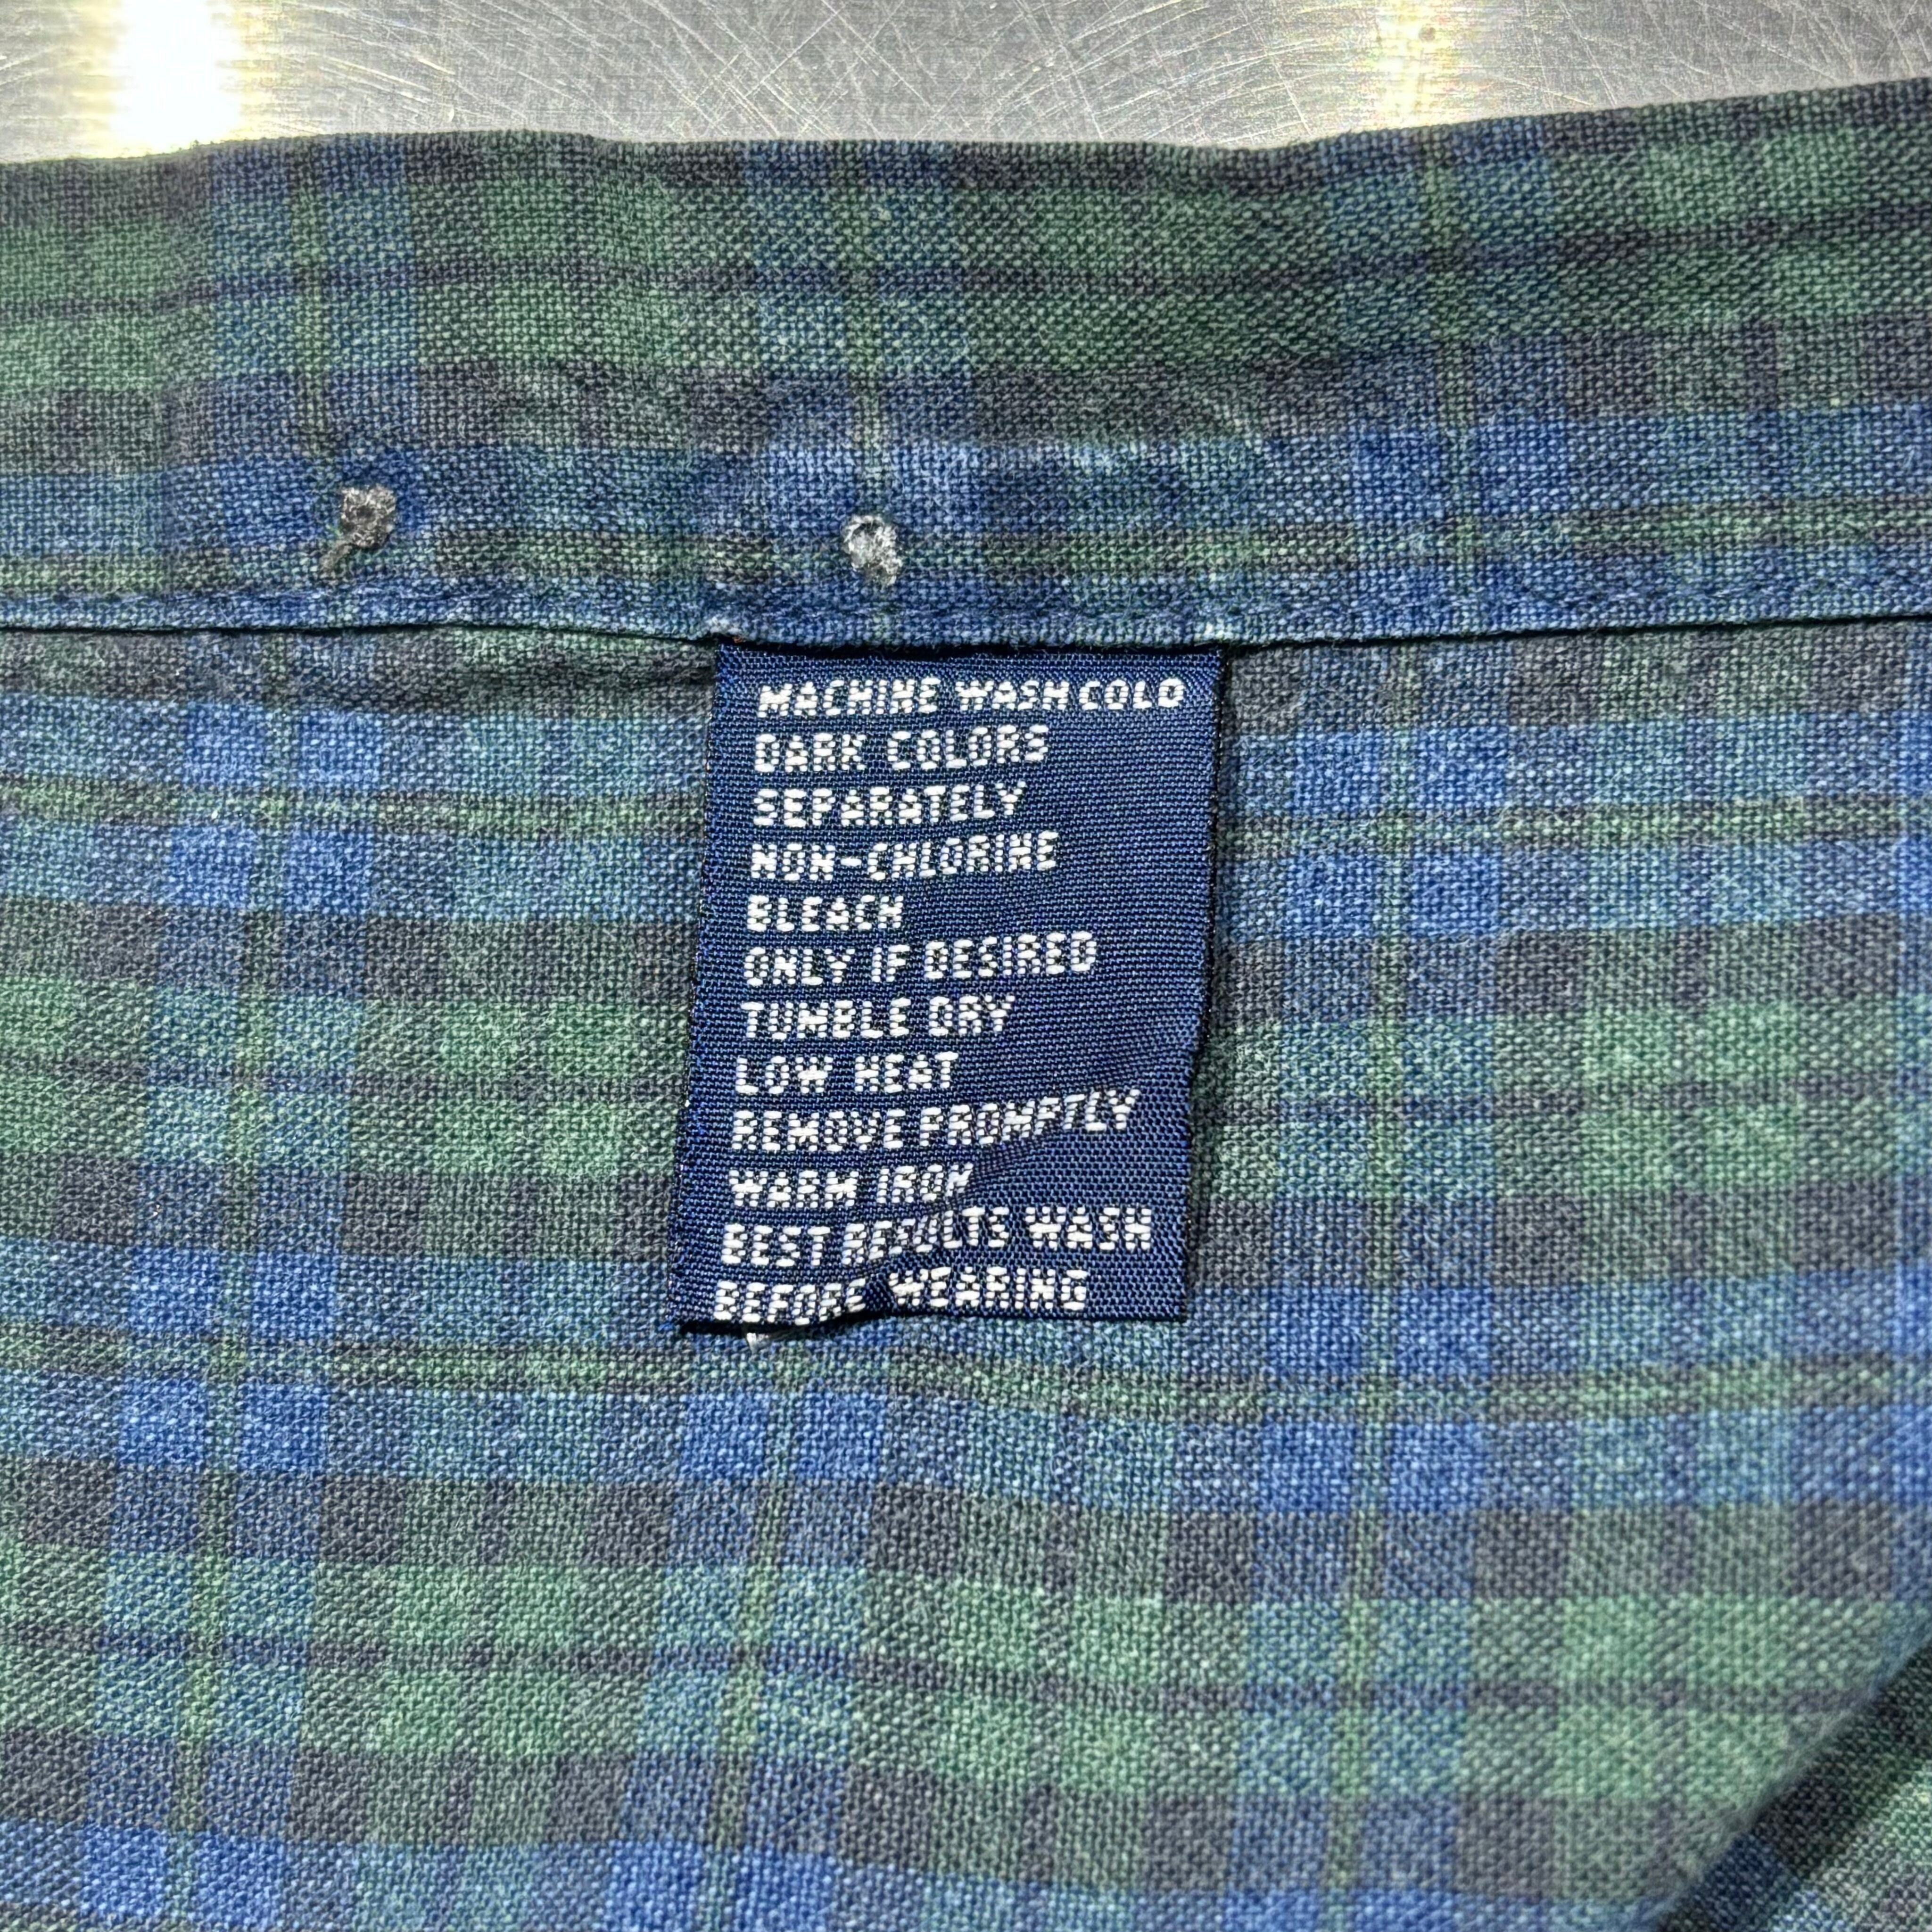 MACHINE WASH COLD
DARK COLORS
SEPARATELY
NON-CHLORINE
BLEACH
ONLY IF DESIRED
TUMBLE DRY
LOW HEAT
REMOVE PROMPTLY
WARM IRON
BEST RESULTS WASH
BEFORE WEARING